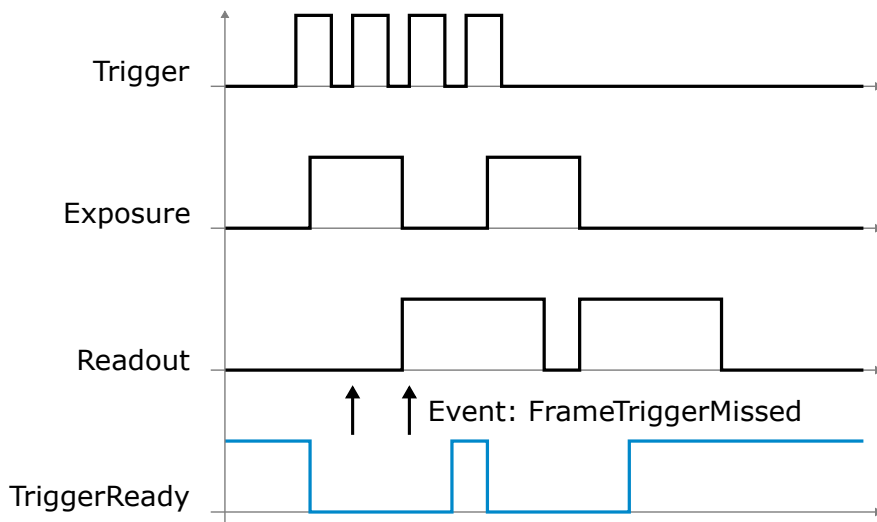 Trigger
Exposure
Readout
Event: FrameTriggerMissed
TriggerReady